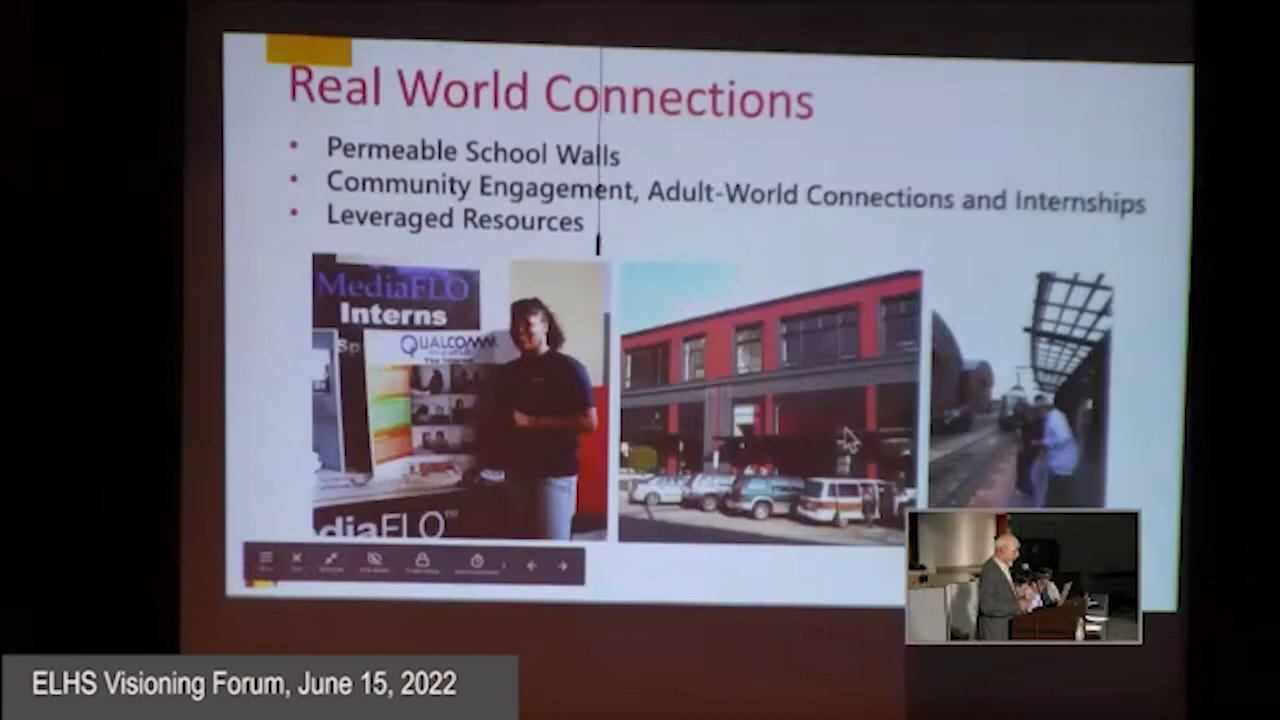 Real World Connections
• Permeable School Walls
• Community Engagement, Adult-World Connections and Internships
• Leveraged Resources
MediaFLO
Interns
Sp
QUALCOMM
diaFLO
ELHS Visioning Forum, June 15, 2022